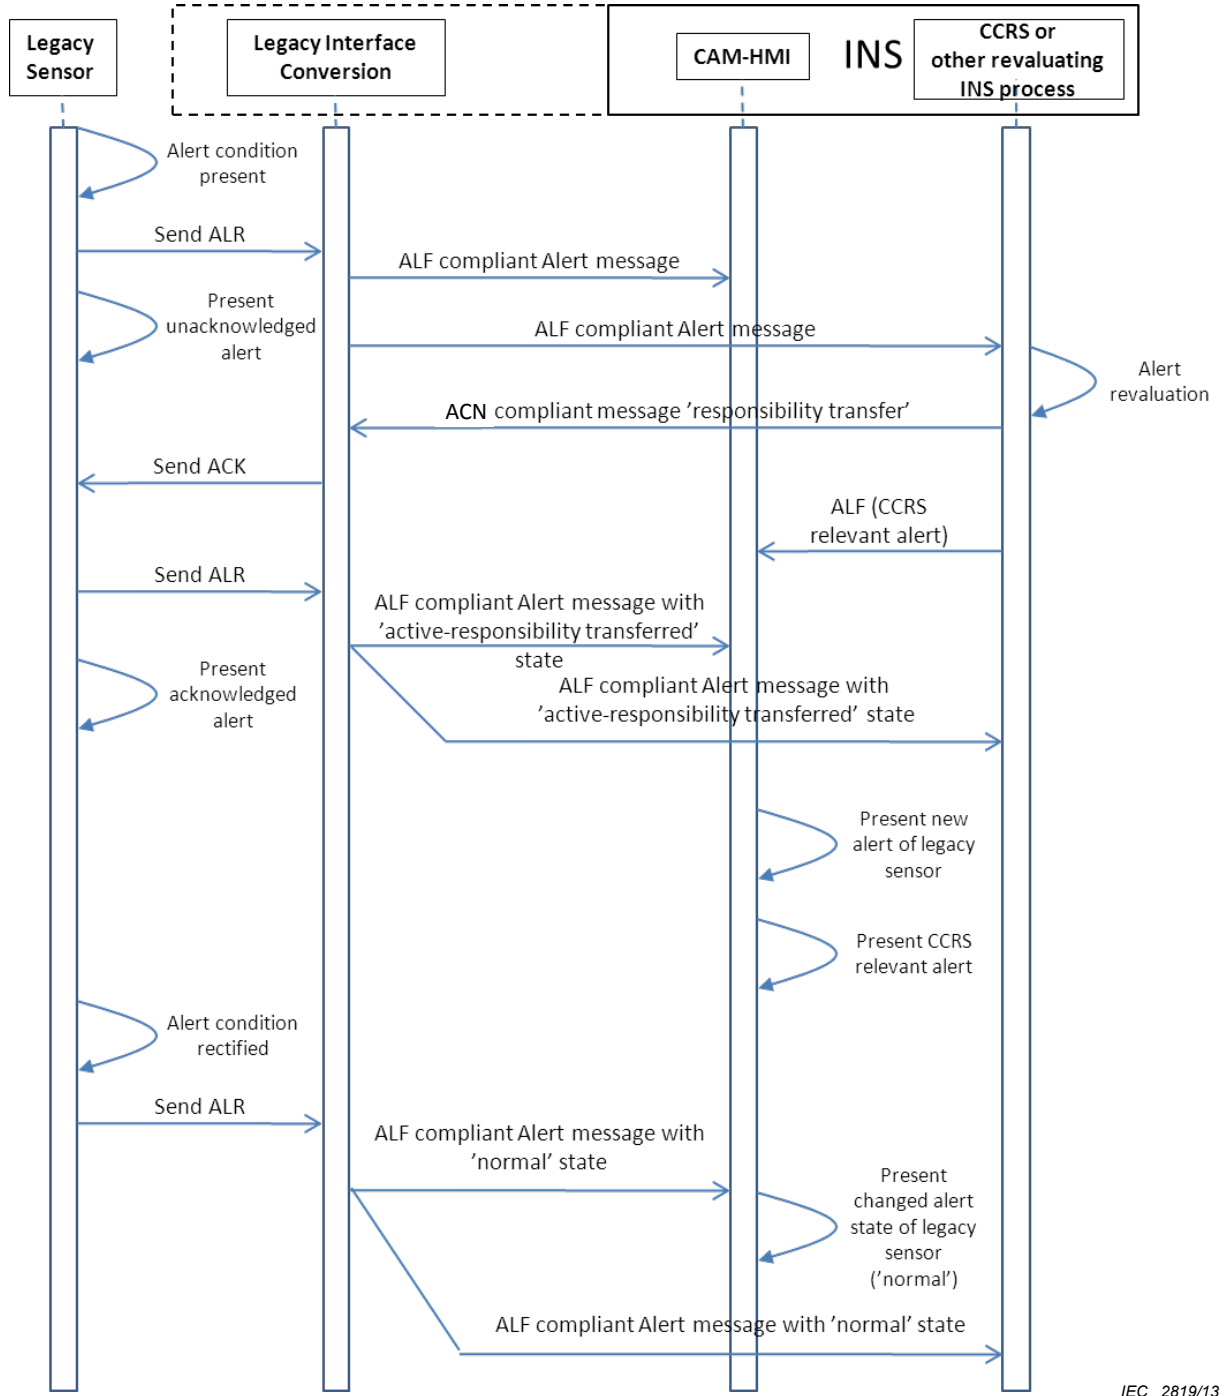 Legacy
Sensor
Legacy Interface
Conversion
CAM-HMI
INS
CCRS or
other revaluating
INS process
Alert condition
present
Send ALR
ALF compliant Alert message
Present
unacknowledged
alert
ALF compliant Alert message
Alert
revaluation
ACN compliant message ’responsibility transfer’
Send ACK
ALF (CCRS
relevant alert)
Send ALR
ALF compliant Alert message with
’active-responsibility transferred’
state
Present
acknowledged
alert
ALF compliant Alert message with
’active-responsibility transferred’ state
Present new
alert of legacy
sensor
Present CCRS
relevant alert
Alert condition
rectified
Send ALR
ALF compliant Alert message with
’normal’ state
Present
changed alert
state of legacy
sensor
(’normal’)
ALF compliant Alert message with ’normal’ state
IEC 2819/13